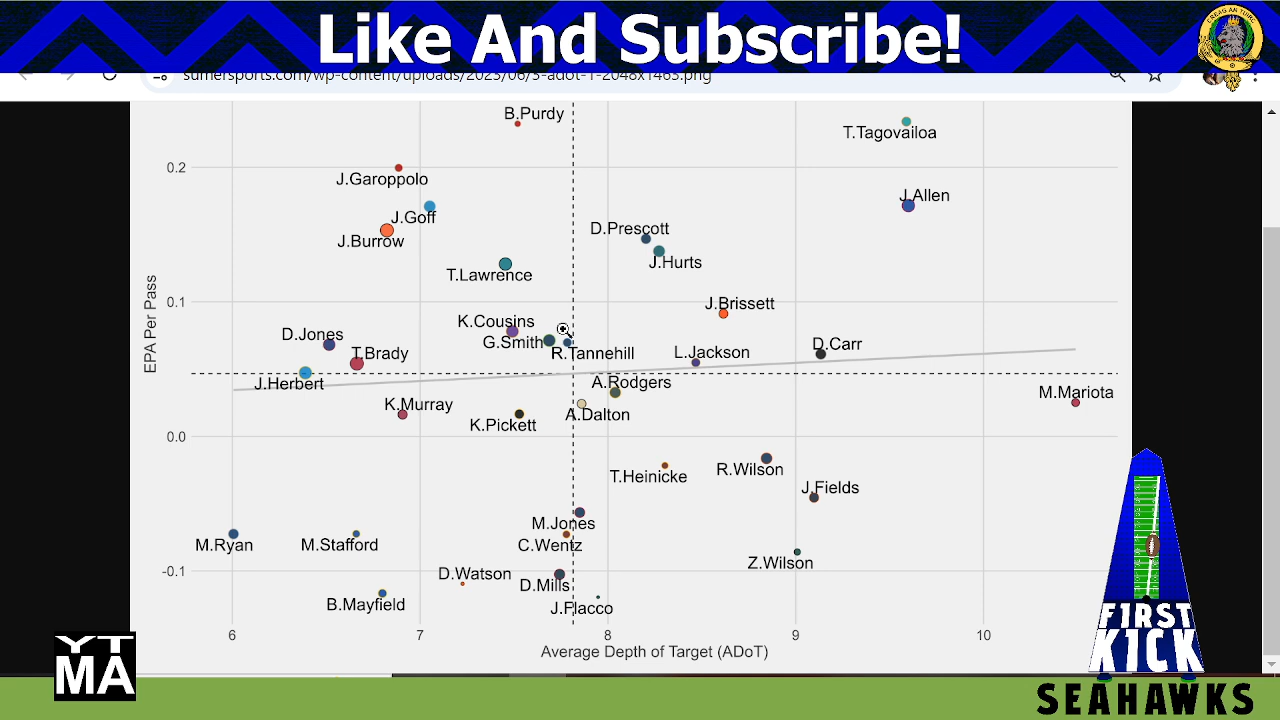 Like And Subscribe!
sumersports.com/wp-content/uploads/2023/06/5-adot-1-2048x1463.png
B.Purdy
T.Tagovailoa
0.2
J.Garoppolo
J.Allen
J.Goff
D.Prescott
J.Burrow
J.Hurts
T.Lawrence
0.1
J.Brissett
K.Cousins
D.Jones
G.Smith
D.Carr
T.Brady
R.Tannehill
L.Jackson
EPA Per Pass
J.Herbert
A.Rodgers
M.Mariota
K.Murray
A.Dalton
K.Pickett
0.0
T.Heinicke
R.Wilson
J.Fields
M.Jones
M.Ryan
M.Stafford
C.Wentz
Z.Wilson
-0.1
D.Watson
D.Mills
B.Mayfield
J.Flacco
6
7
8
9
10
Average Depth of Target (ADoT)
YT
MA
FIRST
KICK
SEAHAWKS